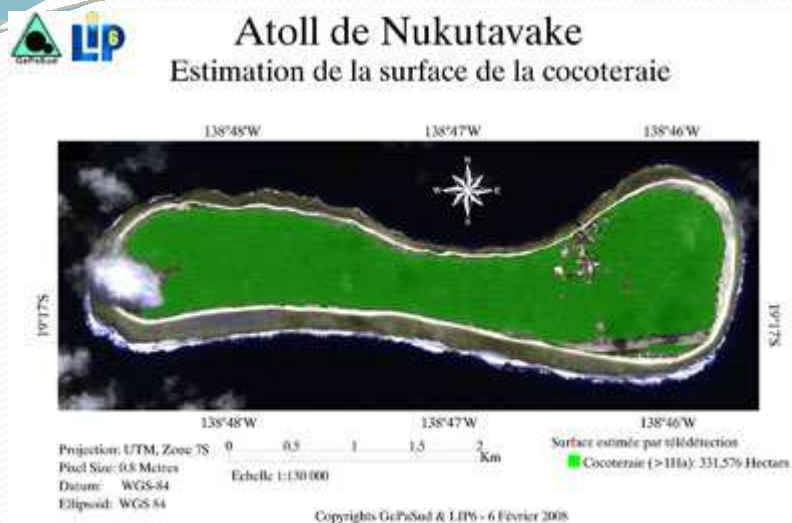 GePaSud
LIP6
Atoll de Nukutavake
Estimation de la surface de la cocoteraie
138°48'W 138°47'W 138°46'W
N
W E
S
19°17'S 19°17'S
138°48'W 138°47'W 138°46'W
Projection: UTM, Zone 7S
Pixel Size: 0.8 Metres
Datum: WGS-84
Ellipsoid: WGS 84
0 0.5 1 1.5 2
Km
Echelle 1:130 000
Surface estimée par télédétection
Cocoteraie (>1Ha): 331,576 Hectars
Copyrights GePaSud & LIP6 - 6 Février 2008